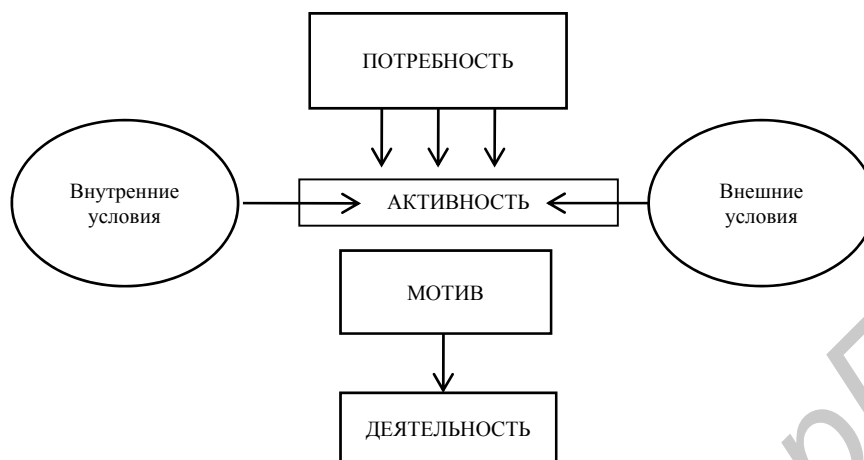 ПОТРЕБНОСТЬ
Внутренние
условия
АКТИВНОСТЬ
Внешние
условия
МОТИВ
ДЕЯТЕЛЬНОСТЬ